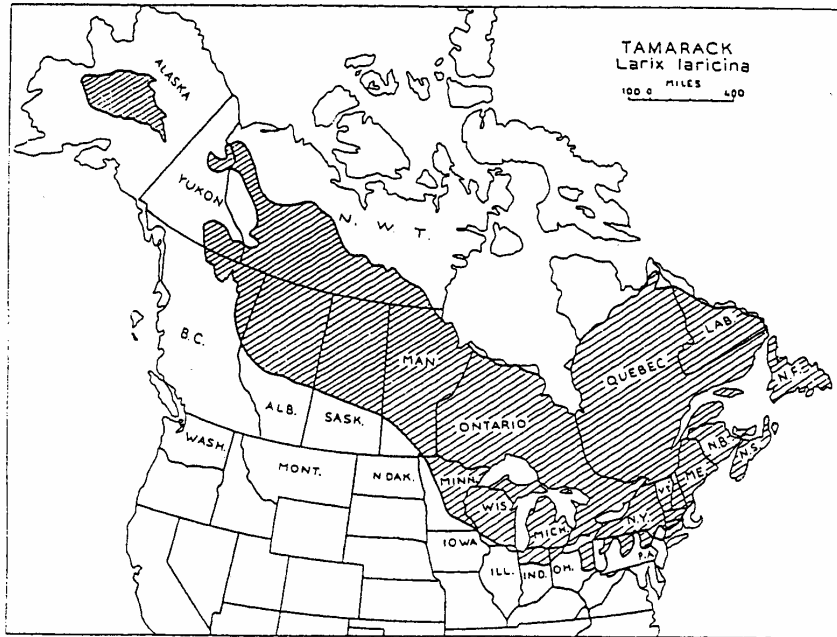 TAMARACK
Larix laricina
MILES
100 0 400
ALASKA
YUKON
N. W. T.
B.C.
ALB.
SASK.
MAN.
ONTARIO
QUEBEC
LAB.
N.F.
N.B.
N.S.
ME.
VT.
N.Y.
P.A.
WASH.
MONT.
N DAK.
MINN.
WIS.
MICH.
IOWA
ILL.
IND.
OH.